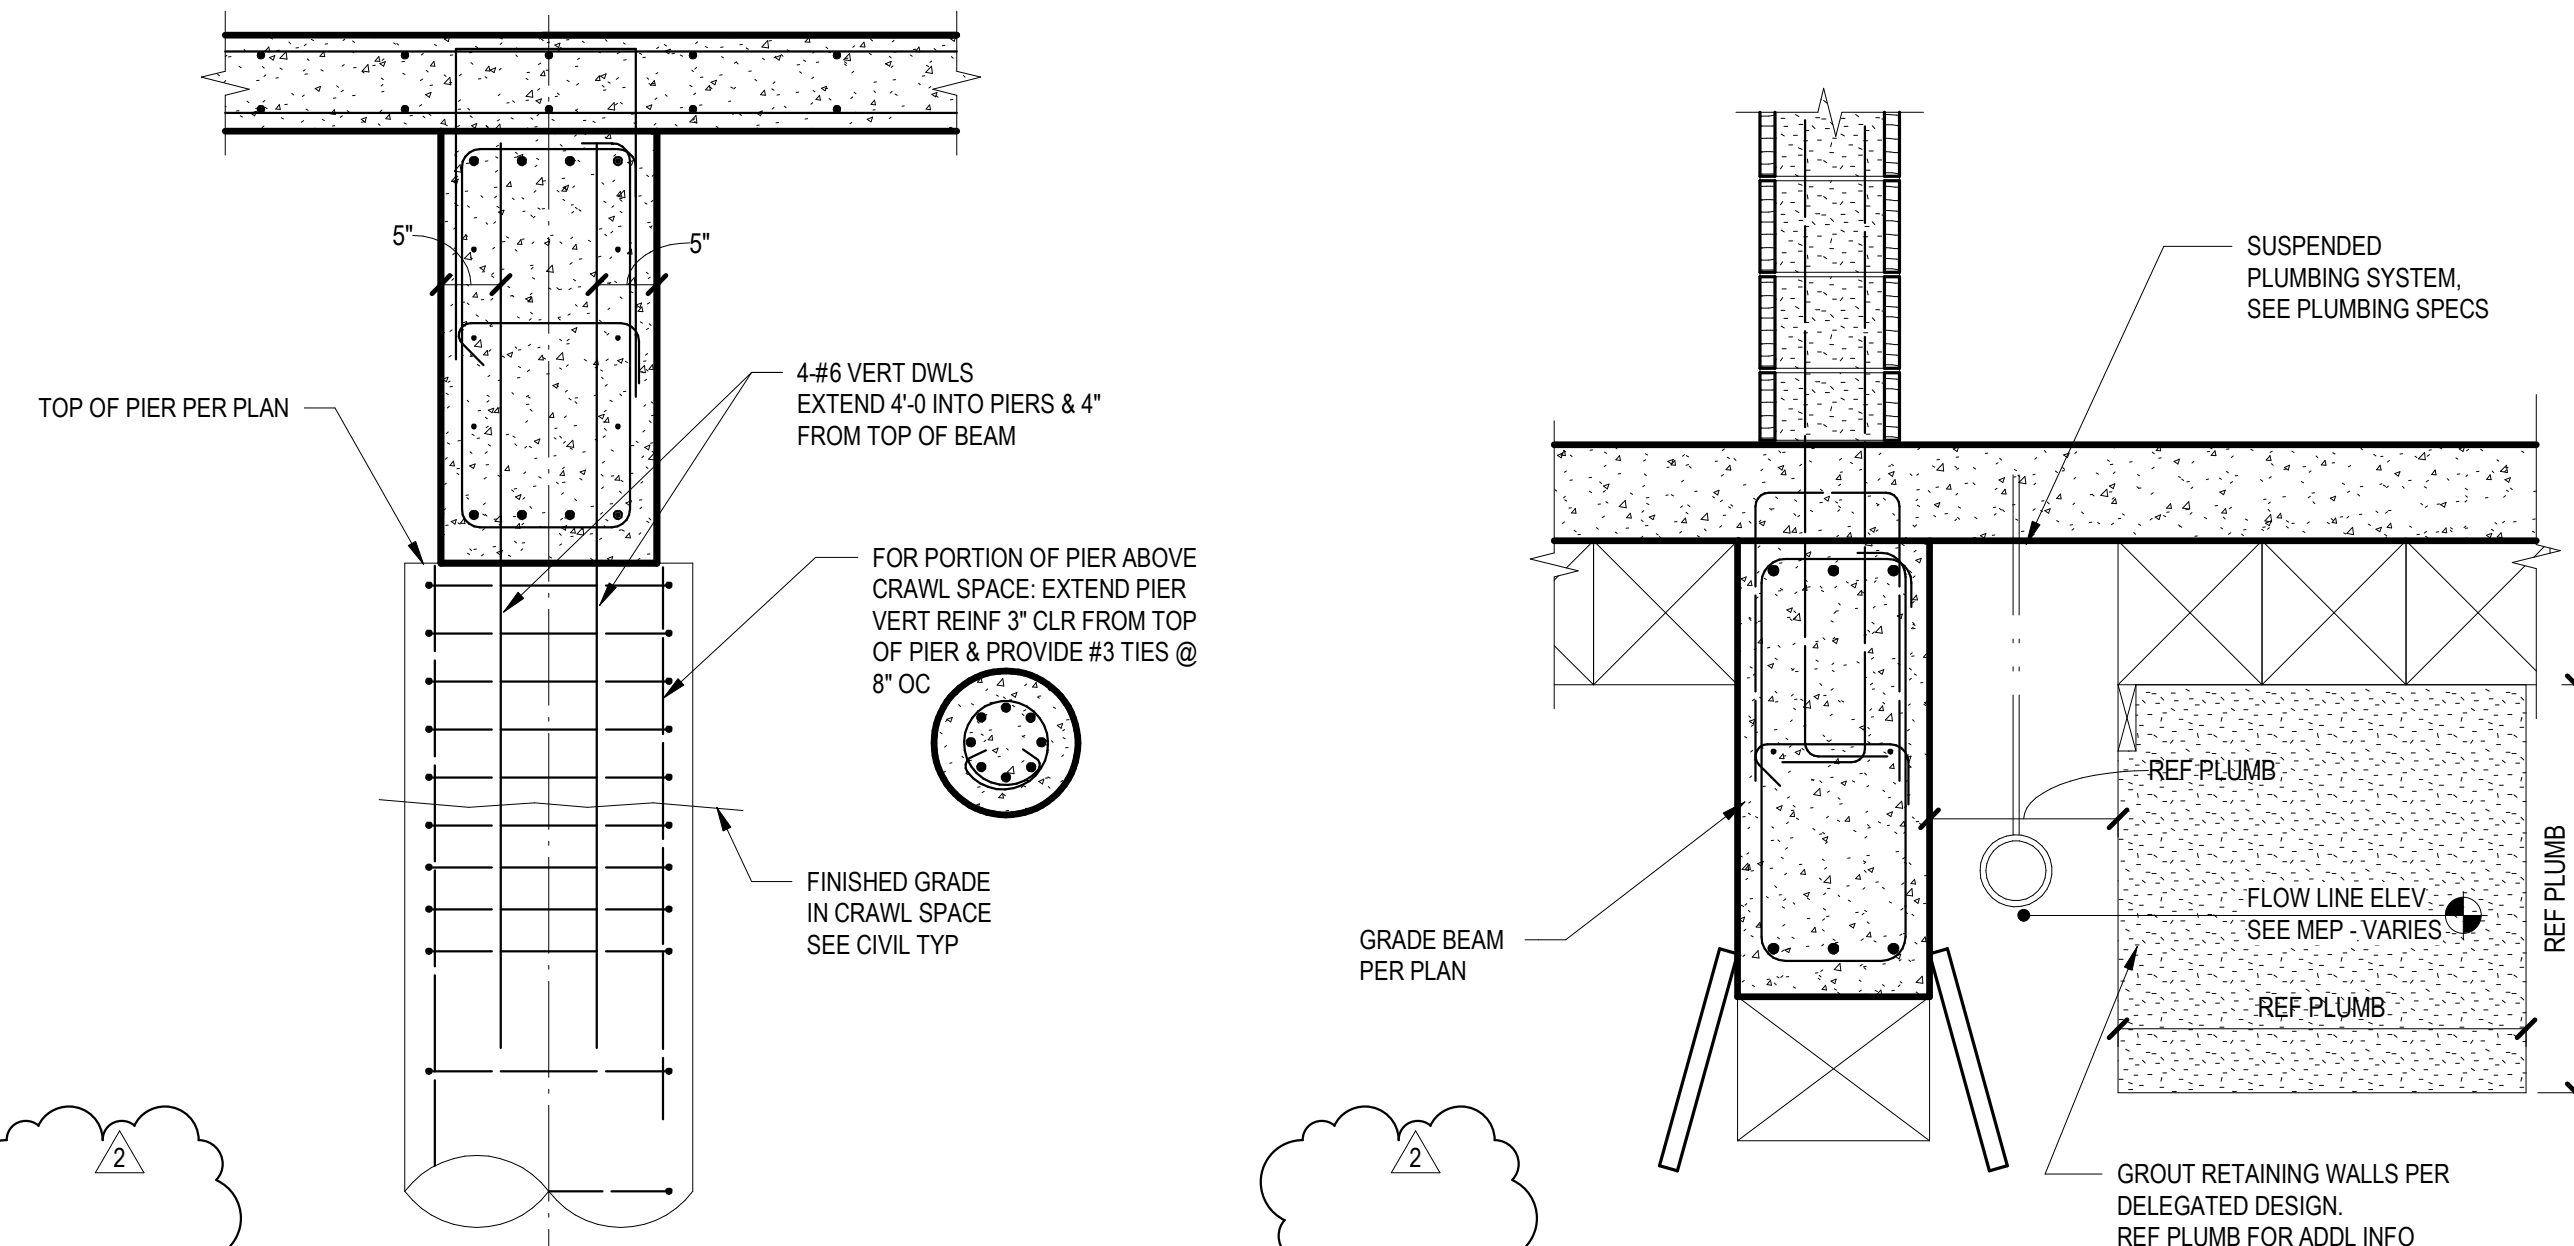 5"
5"
TOP OF PIER PER PLAN
4-#6 VERT DWLS
EXTEND 4'-0 INTO PIERS & 4"
FROM TOP OF BEAM
FOR PORTION OF PIER ABOVE
CRAWL SPACE: EXTEND PIER
VERT REINF 3" CLR FROM TOP
OF PIER & PROVIDE #3 TIES @
8" OC
FINISHED GRADE
IN CRAWL SPACE
SEE CIVIL TYP
2
SUSPENDED
PLUMBING SYSTEM,
SEE PLUMBING SPECS
REF PLUMB
REF PLUMB
FLOW LINE ELEV
SEE MEP - VARIES
GRADE BEAM
PER PLAN
REF PLUMB
2
GROUT RETAINING WALLS PER
DELEGATED DESIGN.
REF PLUMB FOR ADDL INFO